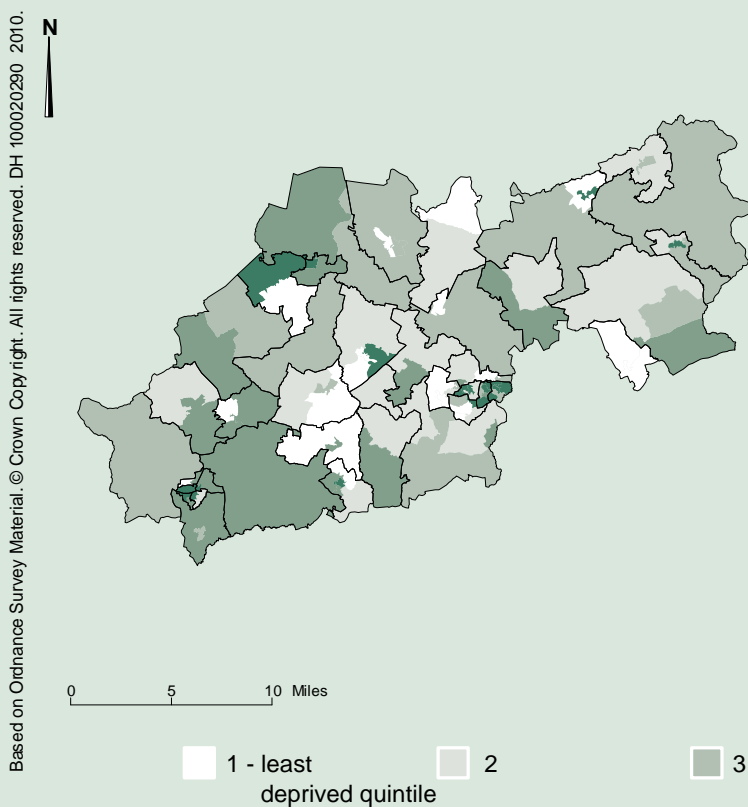 Based on Ordnance Survey Material. © Crown Copyright. All rights reserved. DH 100020290 2010.
N
0 5 10 Miles
1 - least 2 3
deprived quintile